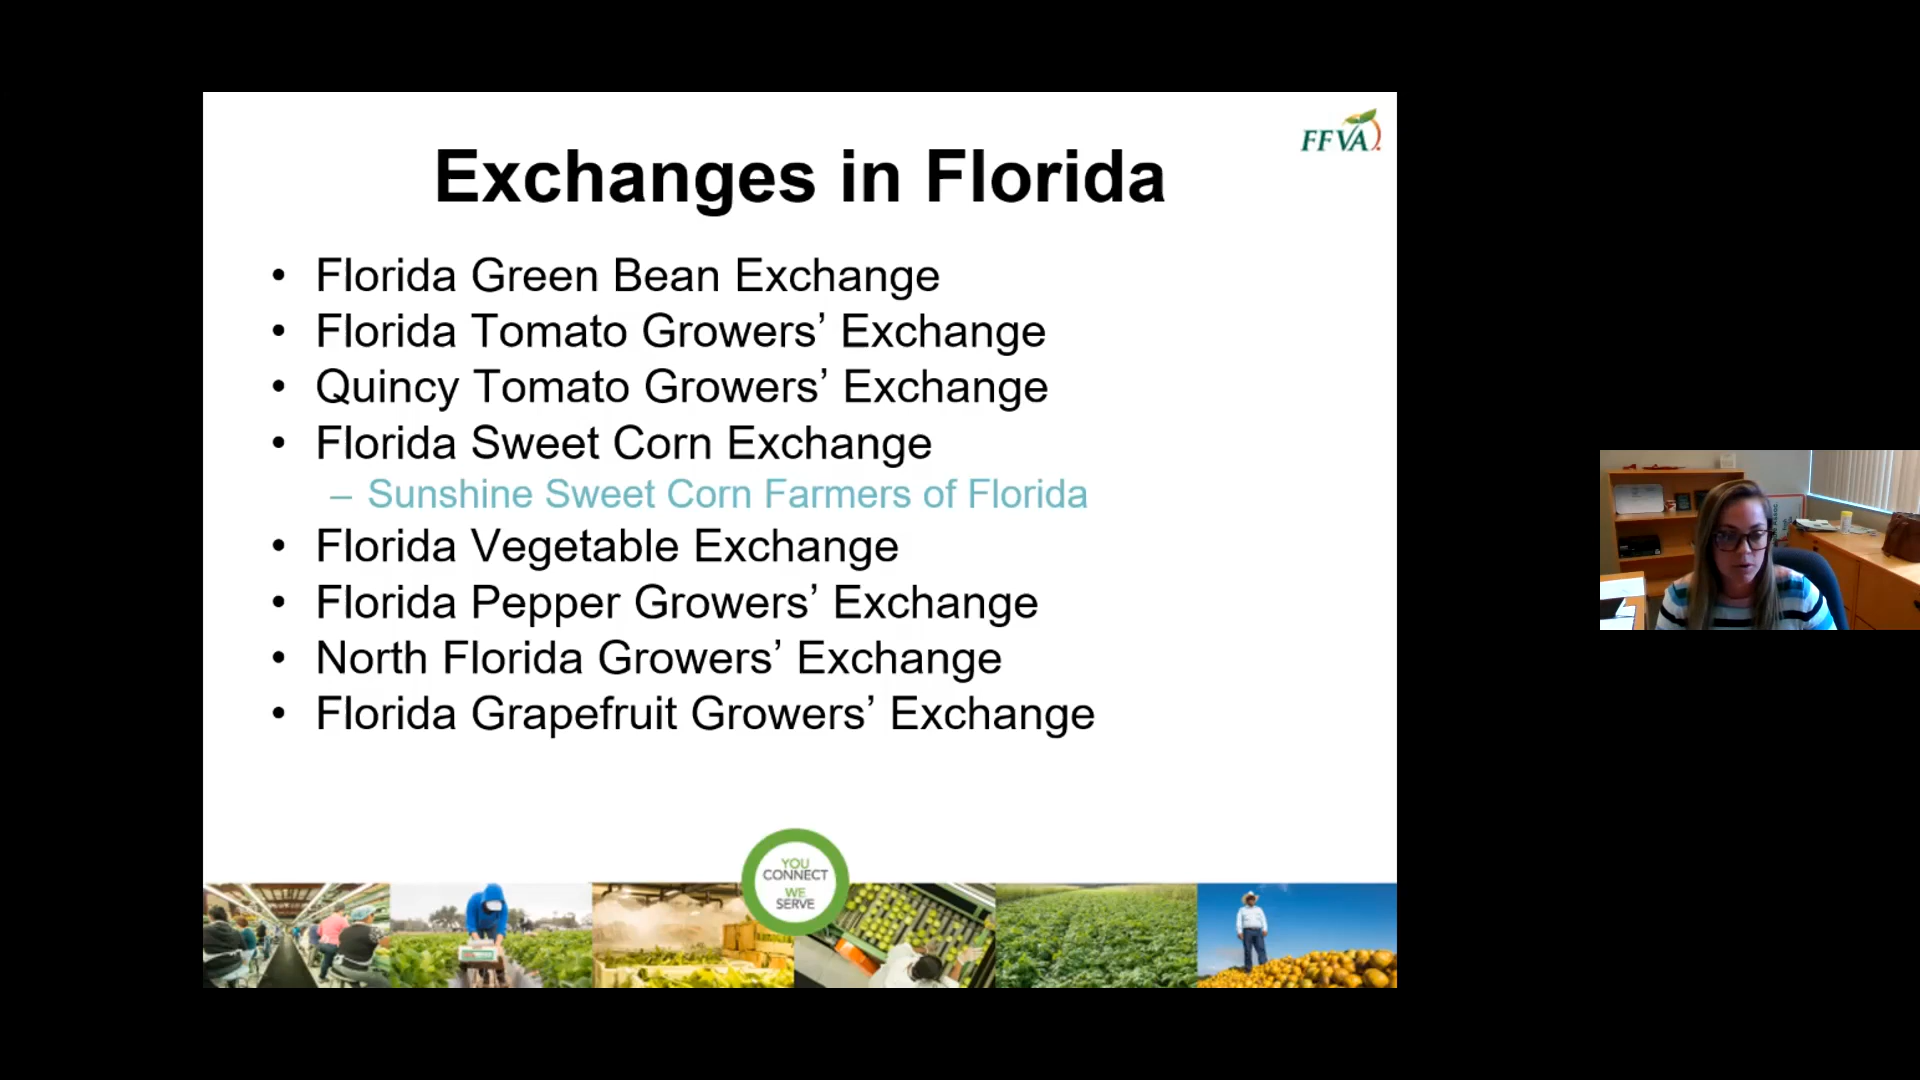 FFVA
Exchanges in Florida
• Florida Green Bean Exchange
• Florida Tomato Growers’ Exchange
• Quincy Tomato Growers’ Exchange
• Florida Sweet Corn Exchange
– Sunshine Sweet Corn Farmers of Florida
• Florida Vegetable Exchange
• Florida Pepper Growers’ Exchange
• North Florida Growers’ Exchange
• Florida Grapefruit Growers’ Exchange
YOU
CONNECT
WE
SERVE